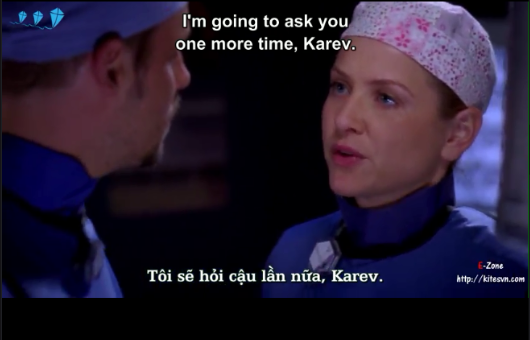 I'm going to ask you
one more time, Karev.
Tôi sẽ hỏi cậu lần nữa, Karev.
E-Zone
http://kitesvn.com